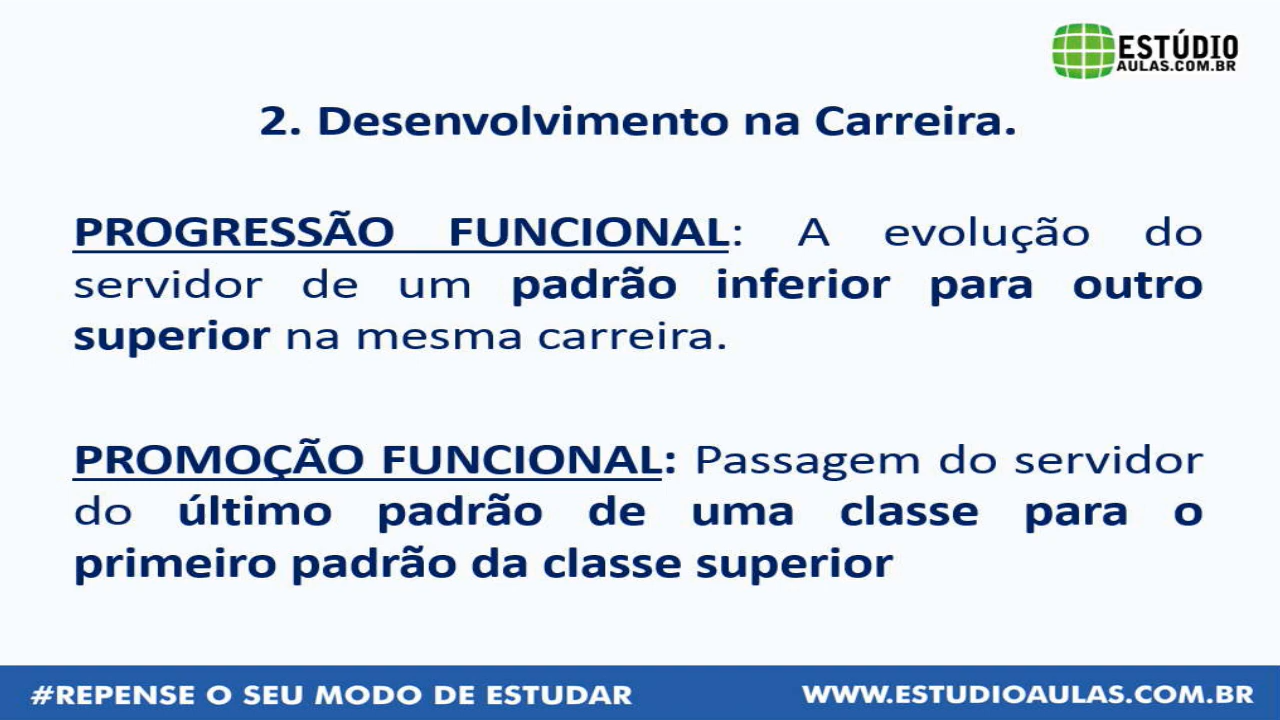 ESTÚDIO
AULAS.COM.BR
2. Desenvolvimento na Carreira.
PROGRESSÃO FUNCIONAL: A evolução do
servidor de um padrão inferior para outro
superior na mesma carreira.
PROMOÇÃO FUNCIONAL: Passagem do servidor
do último padrão de uma classe para o
primeiro padrão da classe superior
#REPENSE O SEU MODO DE ESTUDAR
WWW.ESTUDIOAULAS.COM.BR